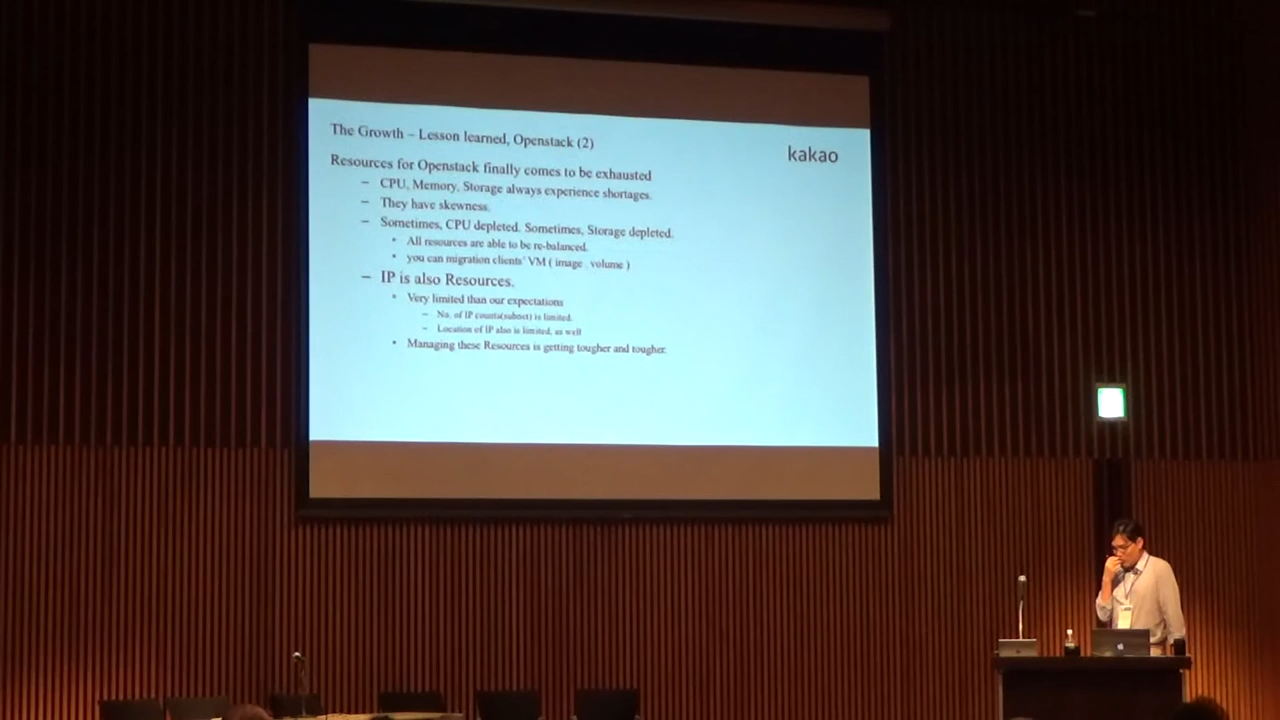 The Growth – Lesson learned, Openstack (2)
kakao
Resources for Openstack finally comes to be exhausted
– CPU, Memory, Storage always experience shortages.
– They have skewness.
– Sometimes, CPU depleted. Sometimes, Storage depleted.
• All resources are able to be re-balanced.
• you can migration clients' VM ( image volume )
– IP is also Resources.
• Very limited than our expectations
– No. of IP counts(subnet) is limited.
– Location of IP also is limited, as well
• Managing these Resources is getting tougher and tougher.